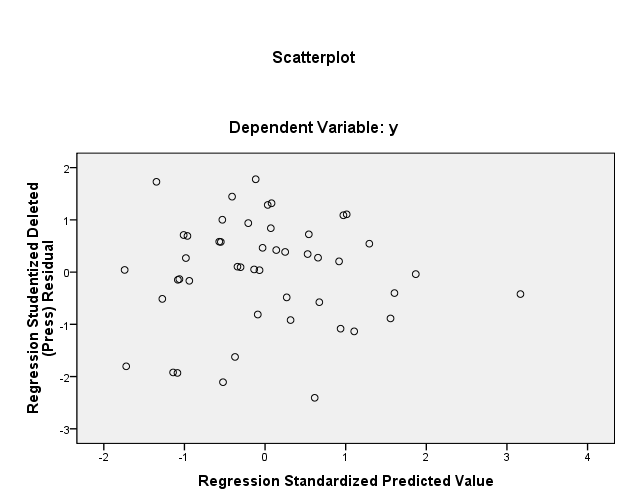 Scatterplot
Dependent Variable: y
Regression Studentized Deleted
(Press) Residual
2
1
0
-1
-2
-3
-2
-1
0
1
2
3
4
Regression Standardized Predicted Value